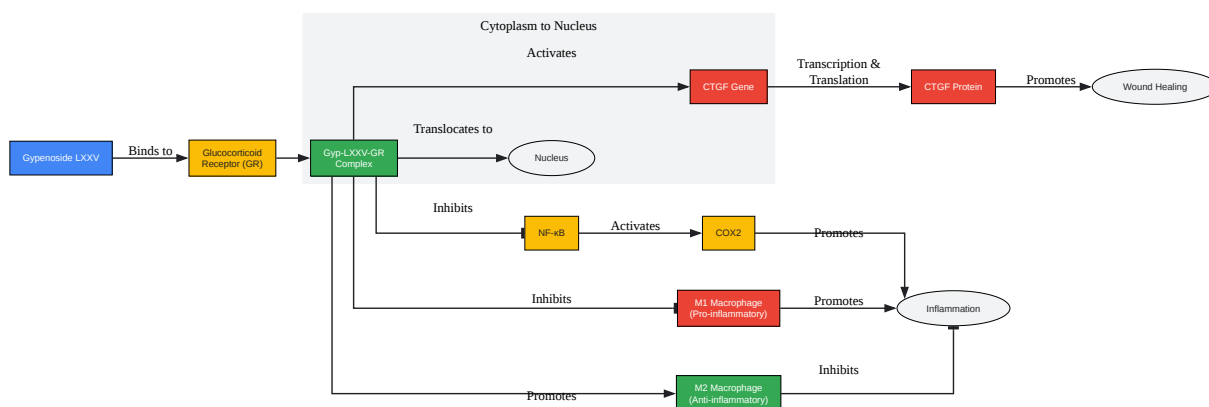 Cytoplasm to Nucleus
Activates
Transcription &
Translation
Promotes
CTGF Gene
CTGF Protein
Wound Healing
Translocates to
Binds to
Gypenoside LXXV
Glucocorticoid
Receptor (GR)
Gyp-LXXV-GR
Complex
Nucleus
Inhibits
NF-κB
Activates
COX2
Promotes
Inhibits
M1 Macrophage
(Pro-inflammatory)
Promotes
Inflammation
Inhibits
Promotes
M2 Macrophage
(Anti-inflammatory)